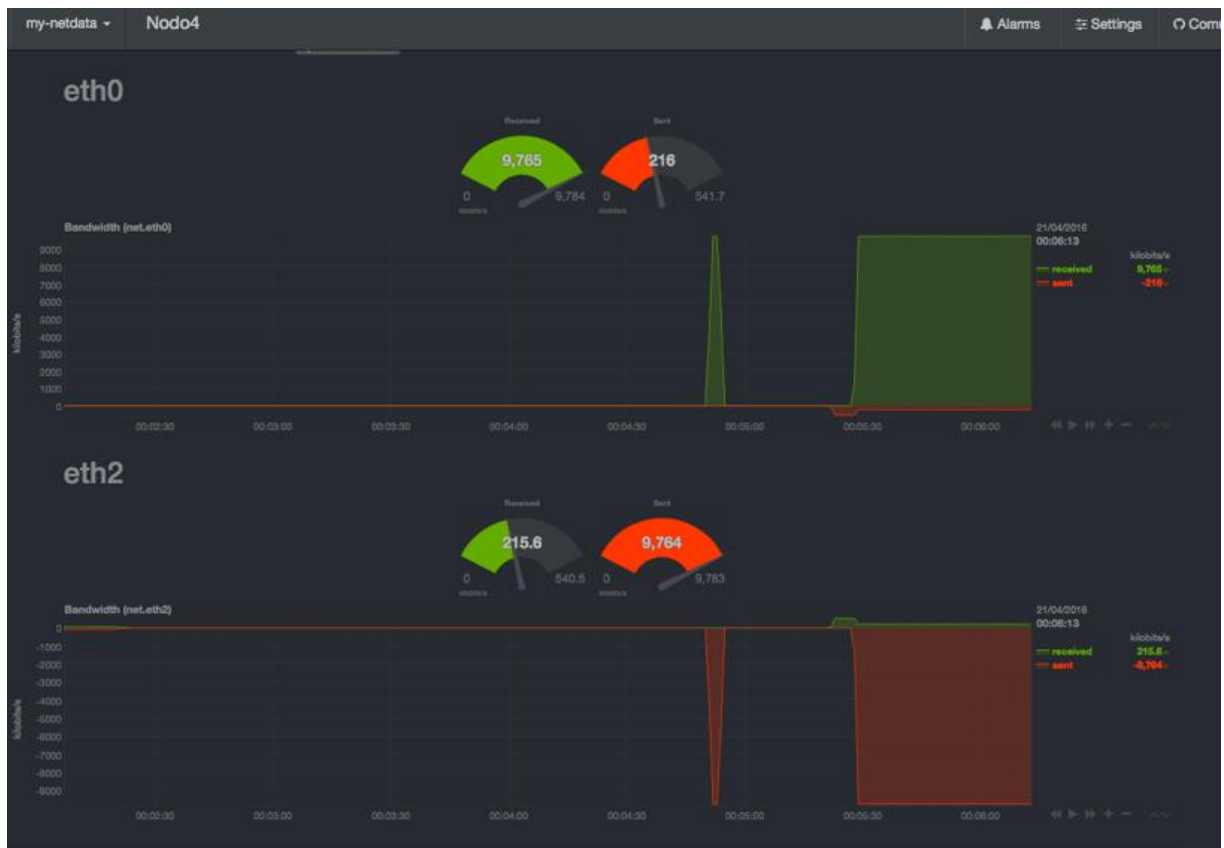 my-netdata Nodo4 Alarms Settings Com
eth0
Received Sent
9,765 216
0 9,784 0 541.7
kilobits/s kilobits/s
Bandwidth (net.eth0) 21/04/2016
00:06:13
kilobits/s
received 9,765
sent -216
kilobits/s
9000
8000
7000
6000
5000
4000
3000
2000
1000
0
00:02:30 00:03:00 00:03:30 00:04:00 00:04:30 00:05:00 00:05:30 00:06:00
eth2
Received Sent
215.6 9,764
0 540.5 0 9,783
kilobits/s kilobits/s
Bandwidth (net.eth2) 21/04/2016
00:06:13
kilobits/s
received 215.6
sent -9,764
kilobits/s
0
-1000
-2000
-3000
-4000
-5000
-6000
-7000
-8000
-9000
00:02:30 00:03:00 00:03:30 00:04:00 00:04:30 00:05:00 00:05:30 00:06:00